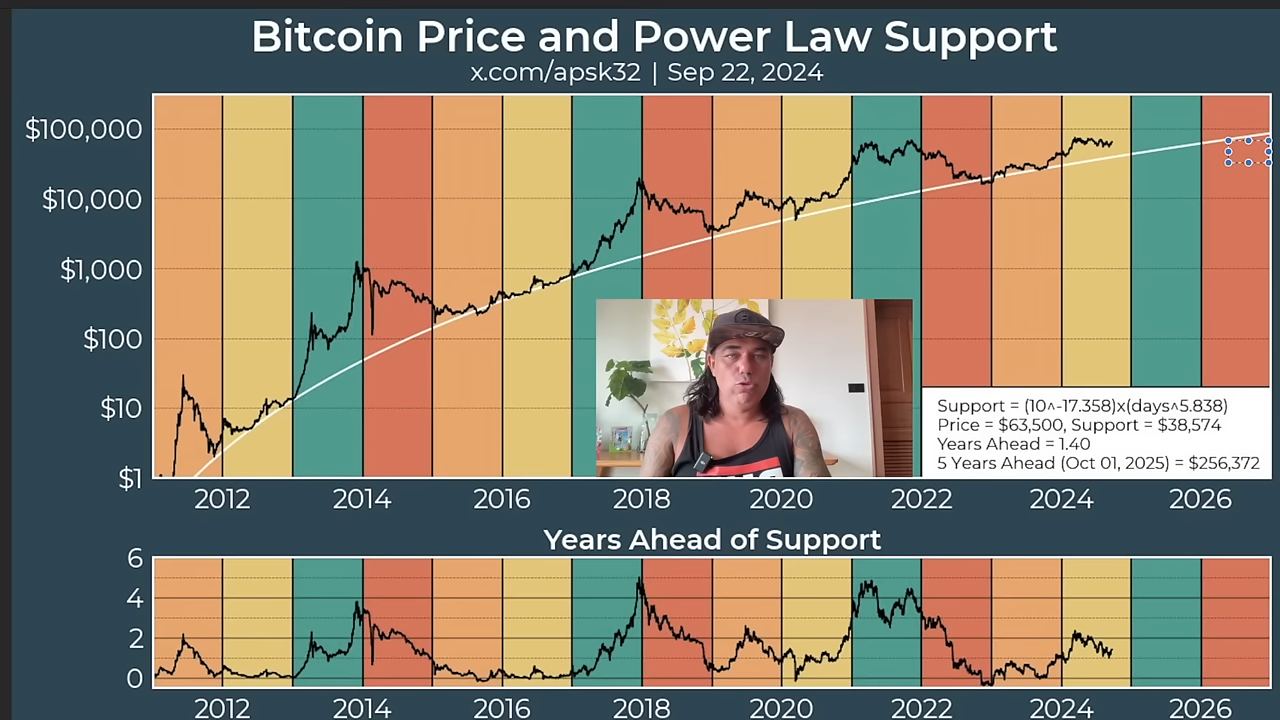 Bitcoin Price and Power Law Support
x.com/apsk32 | Sep 22, 2024
$100,000
$10,000
$1,000
$100
$10
$1
Support = (10^-17.358)x(days^5.838)
Price = $63,500, Support = $38,574
Years Ahead = 1.40
5 Years Ahead (Oct 01, 2025) = $256,372
2012 2014 2016 2018 2020 2022 2024 2026
Years Ahead of Support
6
4
2
0
2012 2014 2016 2018 2020 2022 2024 2026